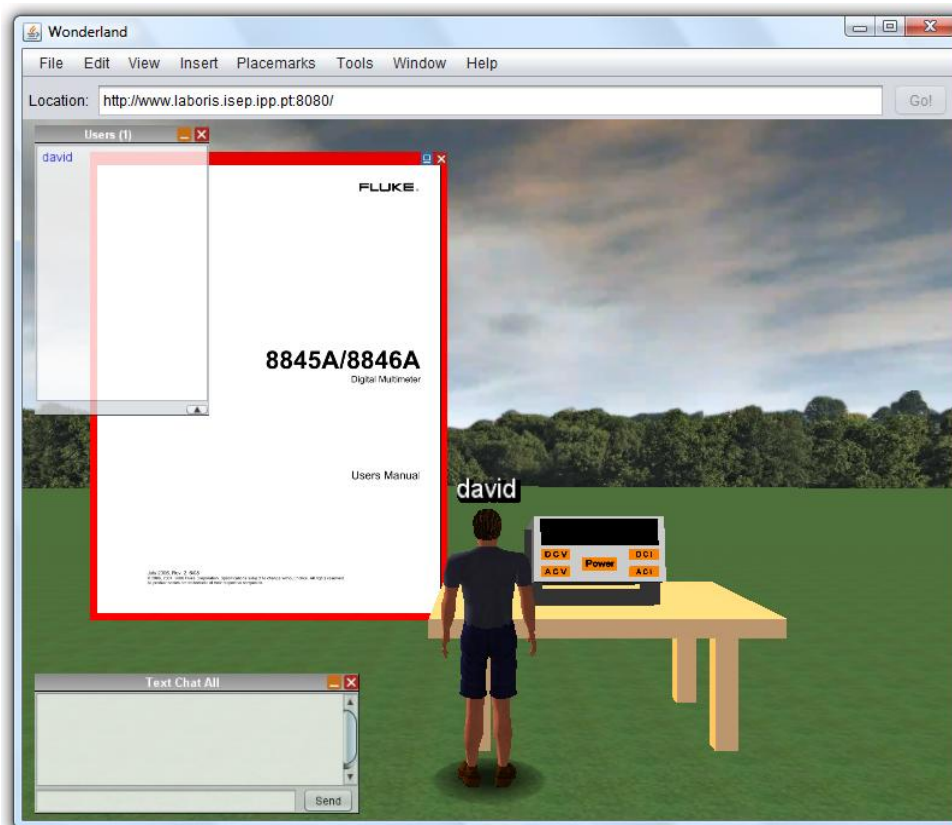 Wonderland
File Edit View Insert Placemarks Tools Window Help
Location: http://www.laboris.isep.ipp.pt:8080/ Go!
Users (1)
david
FLUKE.
8845A/8846A
Digital Multimeter
Users Manual
david
DCV DCI
Power
ACV ACI
Text Chat All
Send